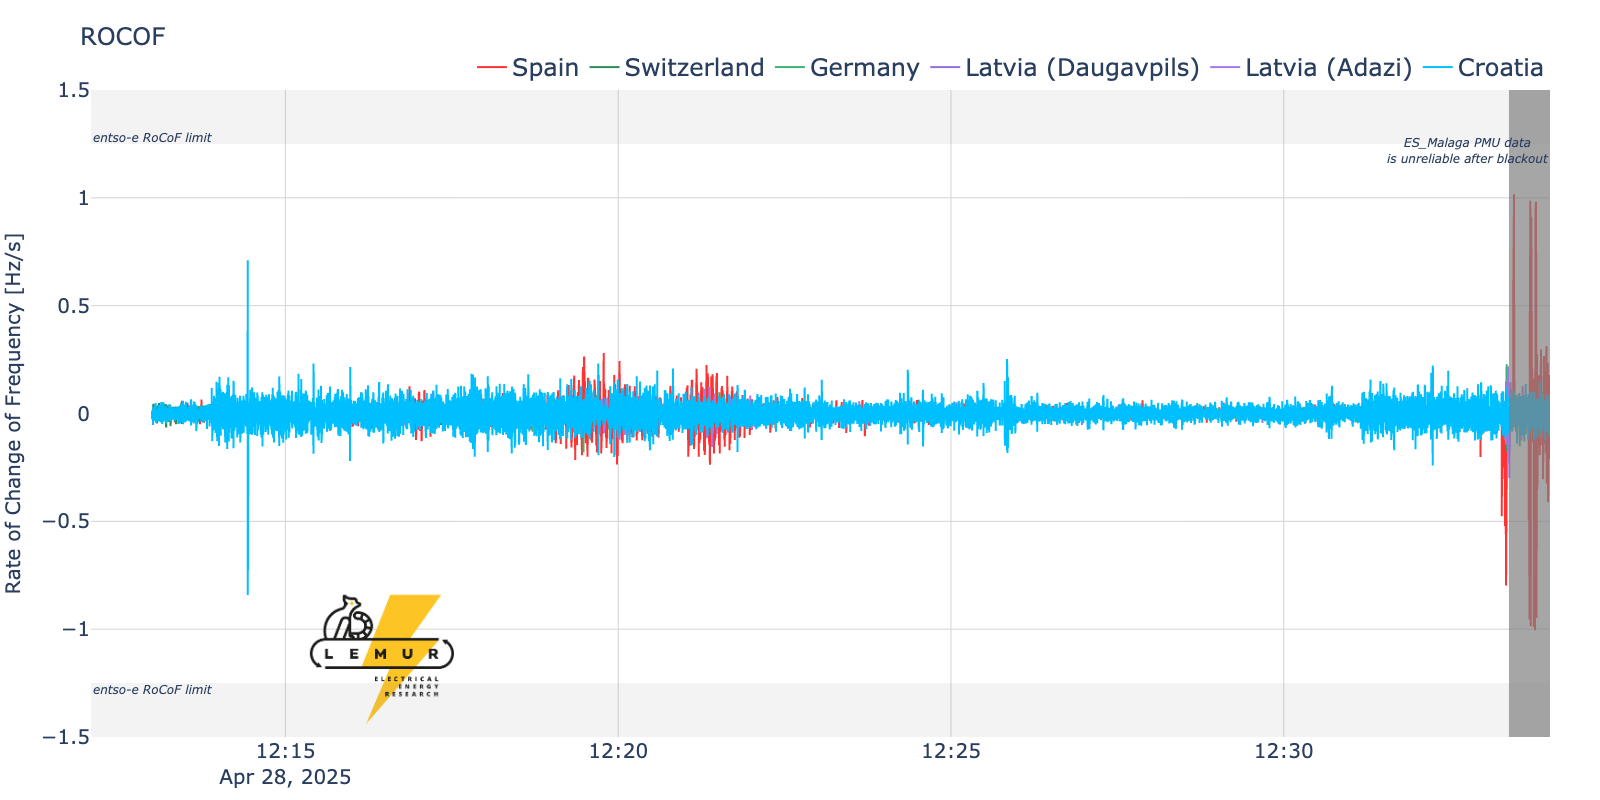 ROCOF
Spain
Switzerland
Germany
Latvia (Daugavpils)
Latvia (Adazi)
Croatia
Rate of Change of Frequency [Hz/s]
1.5
1
0.5
0
−0.5
−1
−1.5
entso-e RoCoF limit
ES_Malaga PMU data
is unreliable after blackout
LEMUR
ELECTRICAL
ENERGY
RESEARCH
entso-e RoCoF limit
12:15
12:20
12:25
12:30
Apr 28, 2025